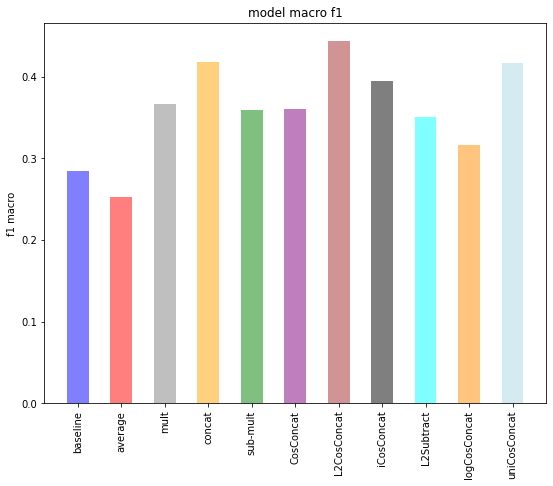 model macro f1
f1 macro
0.4
0.3
0.2
0.1
0.0
baseline
average
mult
concat
sub-mult
CosConcat
L2CosConcat
iCosConcat
L2Subtract
logCosConcat
uniCosConcat